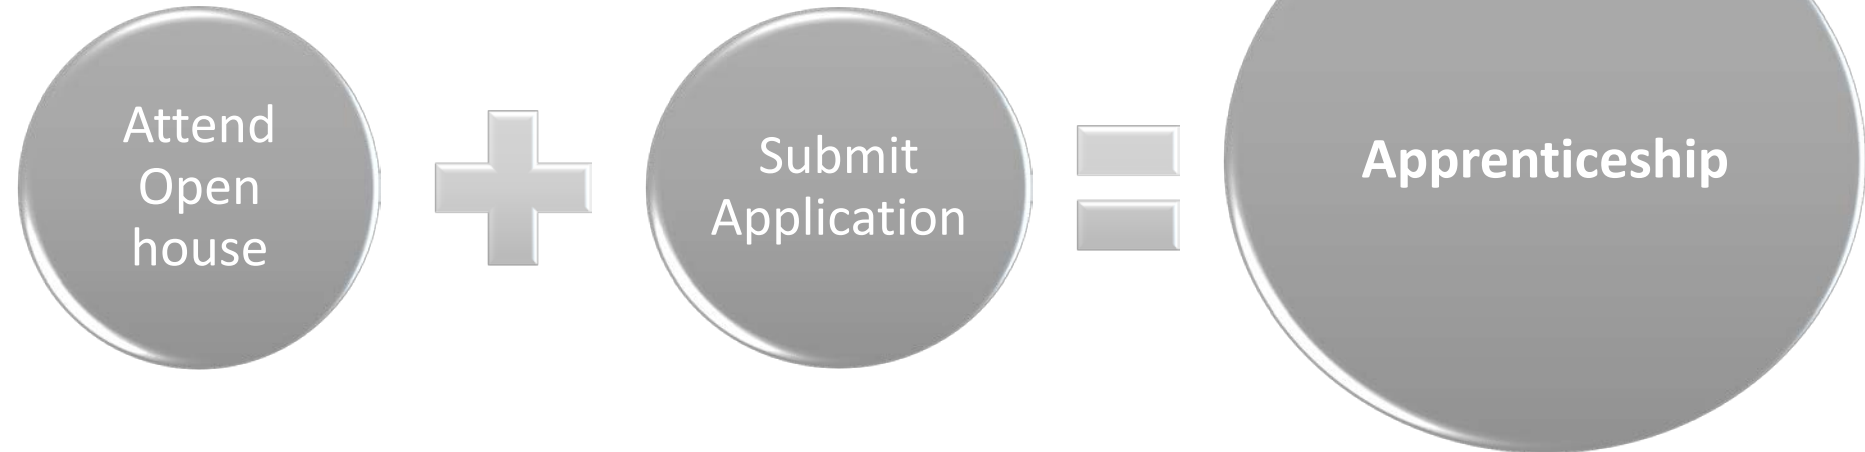 Attend
Open
house
Submit
Application
Apprenticeship